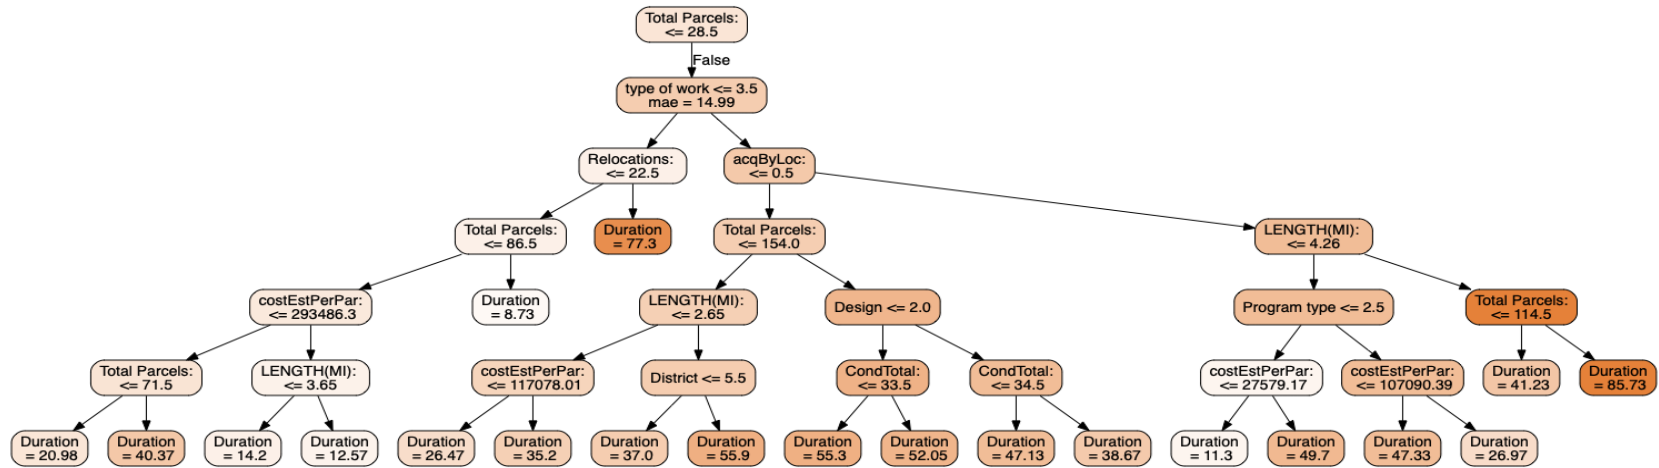 Total Parcels:
<= 28.5
False
type of work <= 3.5
mae = 14.99
Relocations:
<= 22.5
acqByLoc:
<= 0.5
Total Parcels:
<= 86.5
Duration
= 77.3
Total Parcels:
<= 154.0
LENGTH(MI):
<= 4.26
costEstPerPar:
<= 293486.3
Duration
= 8.73
LENGTH(MI):
<= 2.65
Design <= 2.0
Program type <= 2.5
Total Parcels:
<= 114.5
Total Parcels:
<= 71.5
LENGTH(MI):
<= 3.65
costEstPerPar:
<= 117078.01
District <= 5.5
CondTotal:
<= 33.5
CondTotal:
<= 34.5
costEstPerPar:
<= 27579.17
costEstPerPar:
<= 107090.39
Duration
= 41.23
Duration
= 85.73
Duration
= 20.98
Duration
= 40.37
Duration
= 14.2
Duration
= 12.57
Duration
= 26.47
Duration
= 35.2
Duration
= 37.0
Duration
= 55.9
Duration
= 55.3
Duration
= 52.05
Duration
= 47.13
Duration
= 38.67
Duration
= 11.3
Duration
= 49.7
Duration
= 47.33
Duration
= 26.97